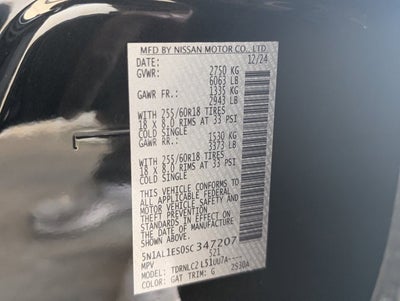 MFD BY NISSAN MOTOR CO., LTD.
DATE: 12/24
GVWR: 2750 KG
6063 LB
GAWR FR.: 1335 KG
2943 LB
WITH 255/60R18 TIRES
18 X 8.0 RIMS AT 33 PSI
COLD SINGLE
GAWR RR.: 1530 KG
3373 LB
WITH 255/60R18 TIRES
18 X 8.0 RIMS AT 33 PSI
COLD SINGLE
THIS VEHICLE CONFORMS TO
ALL APPLICABLE FEDERAL
MOTOR VEHICLE SAFETY AND
THEFT PREVENTION STANDARDS
IN EFFECT ON THE DATE OF
MANUFACTURE SHOWN ABOVE.
5N1AL1ES0SC347207
MPV 521
TYPE: TDRNLC2
COLOR: GAT TRIM: G